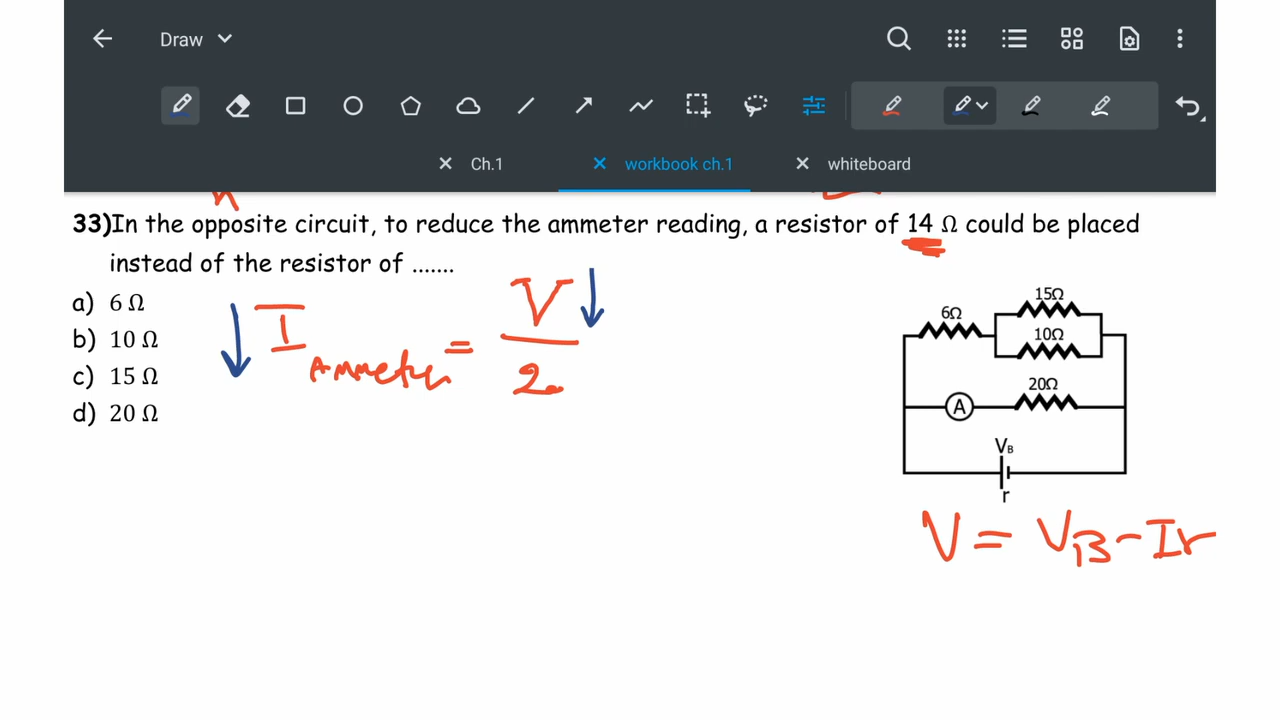 Draw
Ch.1
workbook ch.1
whiteboard
33)In the opposite circuit, to reduce the ammeter reading, a resistor of 14 Ω could be placed
instead of the resistor of .......
a) 6 Ω
b) 10 Ω
c) 15 Ω
d) 20 Ω
I Ammeter = V / 20
15Ω
6Ω
10Ω
20Ω
A
VB
r
V = VB - Ir